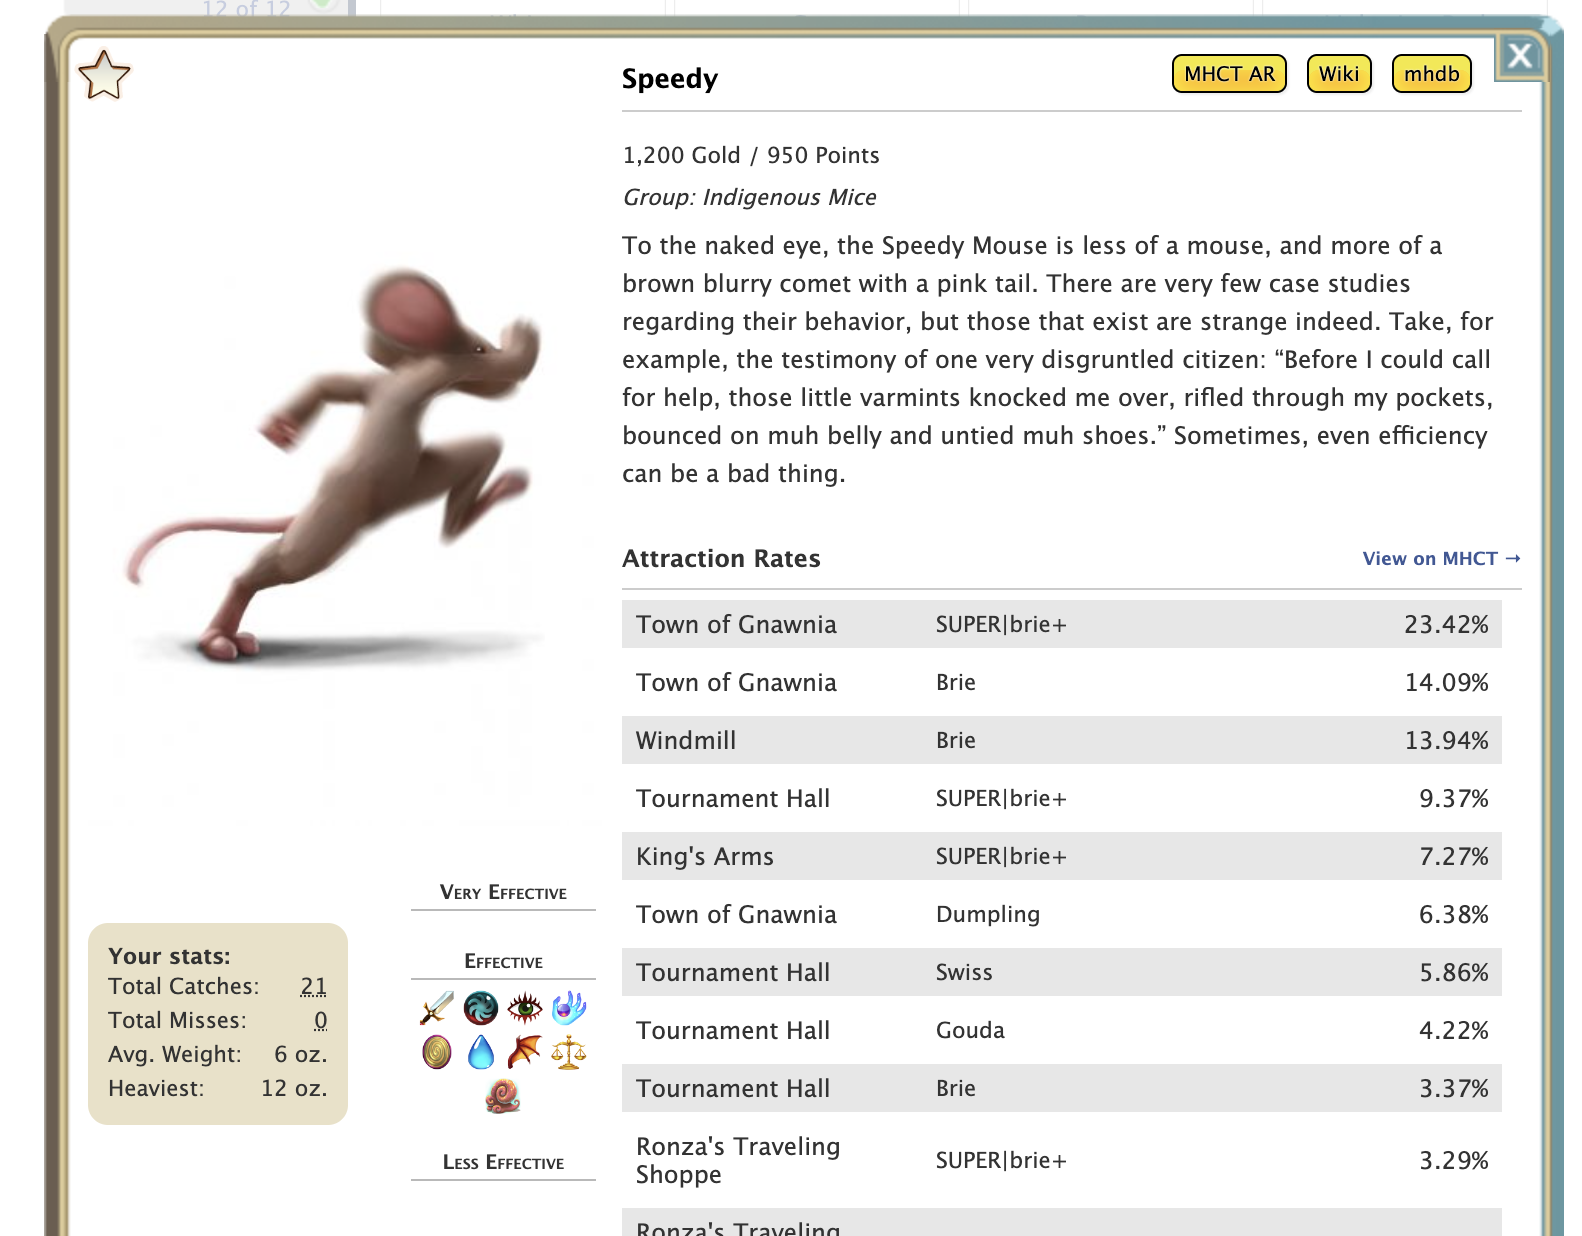 12 of 12
Speedy
MHCT AR
Wiki
mhdb
X
1,200 Gold / 950 Points
Group: Indigenous Mice
To the naked eye, the Speedy Mouse is less of a mouse, and more of a
brown blurry comet with a pink tail. There are very few case studies
regarding their behavior, but those that exist are strange indeed. Take, for
example, the testimony of one very disgruntled citizen: “Before I could call
for help, those little varmints knocked me over, rifled through my pockets,
bounced on muh belly and untied muh shoes.” Sometimes, even efficiency
can be a bad thing.
Attraction Rates
View on MHCT →
Town of Gnawnia SUPER|brie+ 23.42%
Town of Gnawnia Brie 14.09%
Windmill Brie 13.94%
Tournament Hall SUPER|brie+ 9.37%
King's Arms SUPER|brie+ 7.27%
Town of Gnawnia Dumpling 6.38%
Tournament Hall Swiss 5.86%
Tournament Hall Gouda 4.22%
Tournament Hall Brie 3.37%
Ronza's Traveling
Shoppe SUPER|brie+ 3.29%
Ronza's Traveling
Very Effective
Effective
Less Effective
Your stats:
Total Catches: 21
Total Misses: 0
Avg. Weight: 6 oz.
Heaviest: 12 oz.